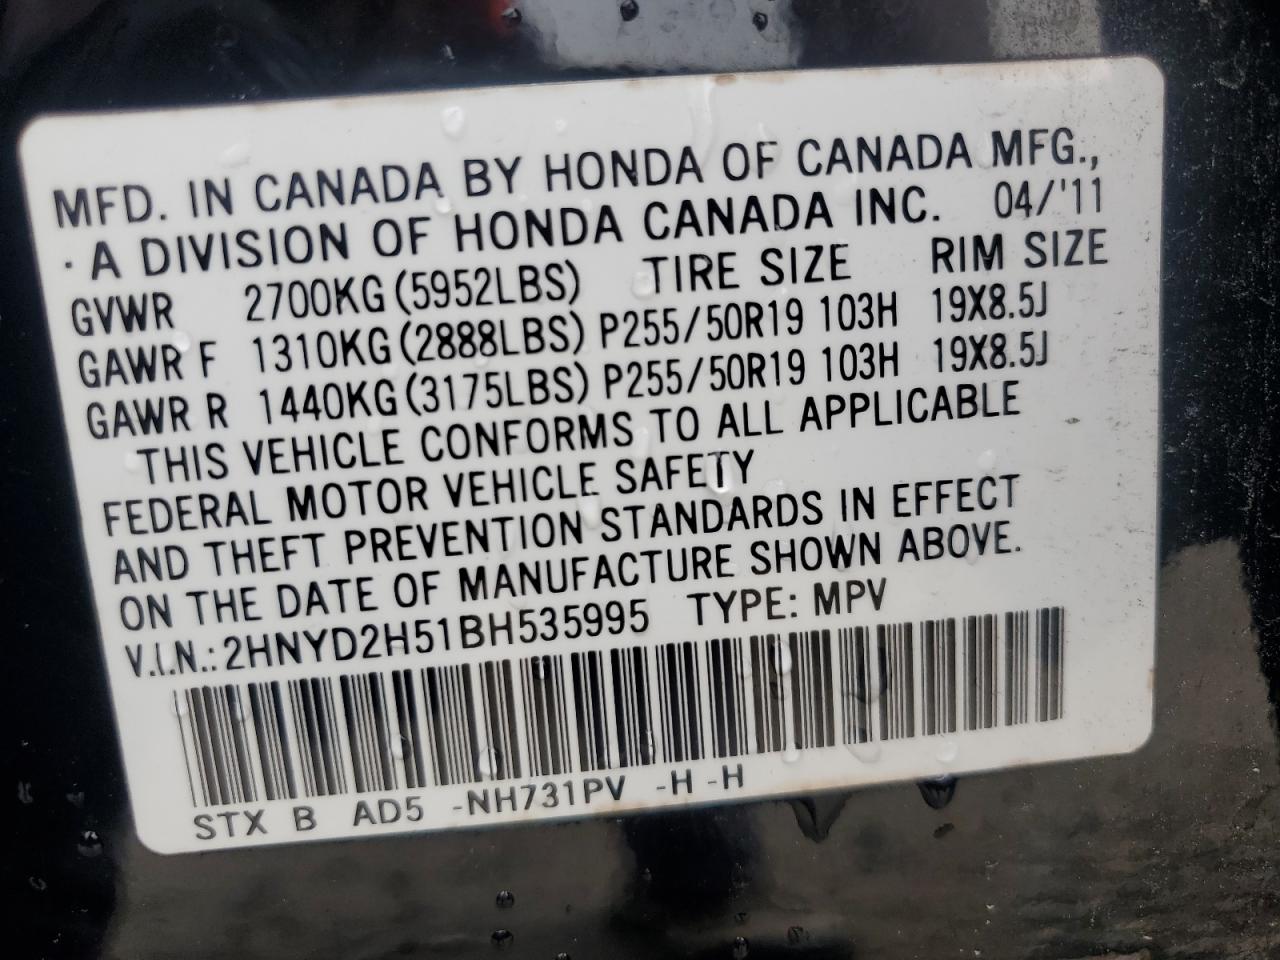 MFD. IN CANADA BY HONDA OF CANADA MFG.,
· A DIVISION OF HONDA CANADA INC. 04/'11
GVWR 2700KG(5952LBS) TIRE SIZE RIM SIZE
GAWR F 1310KG(2888LBS) P255/50R19 103H 19X8.5J
GAWR R 1440KG(3175LBS) P255/50R19 103H 19X8.5J
THIS VEHICLE CONFORMS TO ALL APPLICABLE
FEDERAL MOTOR VEHICLE SAFETY
AND THEFT PREVENTION STANDARDS IN EFFECT
ON THE DATE OF MANUFACTURE SHOWN ABOVE.
V.I.N.: 2HNYD2H51BH535995 TYPE: MPV
STX B AD5 -NH731PV -H -H